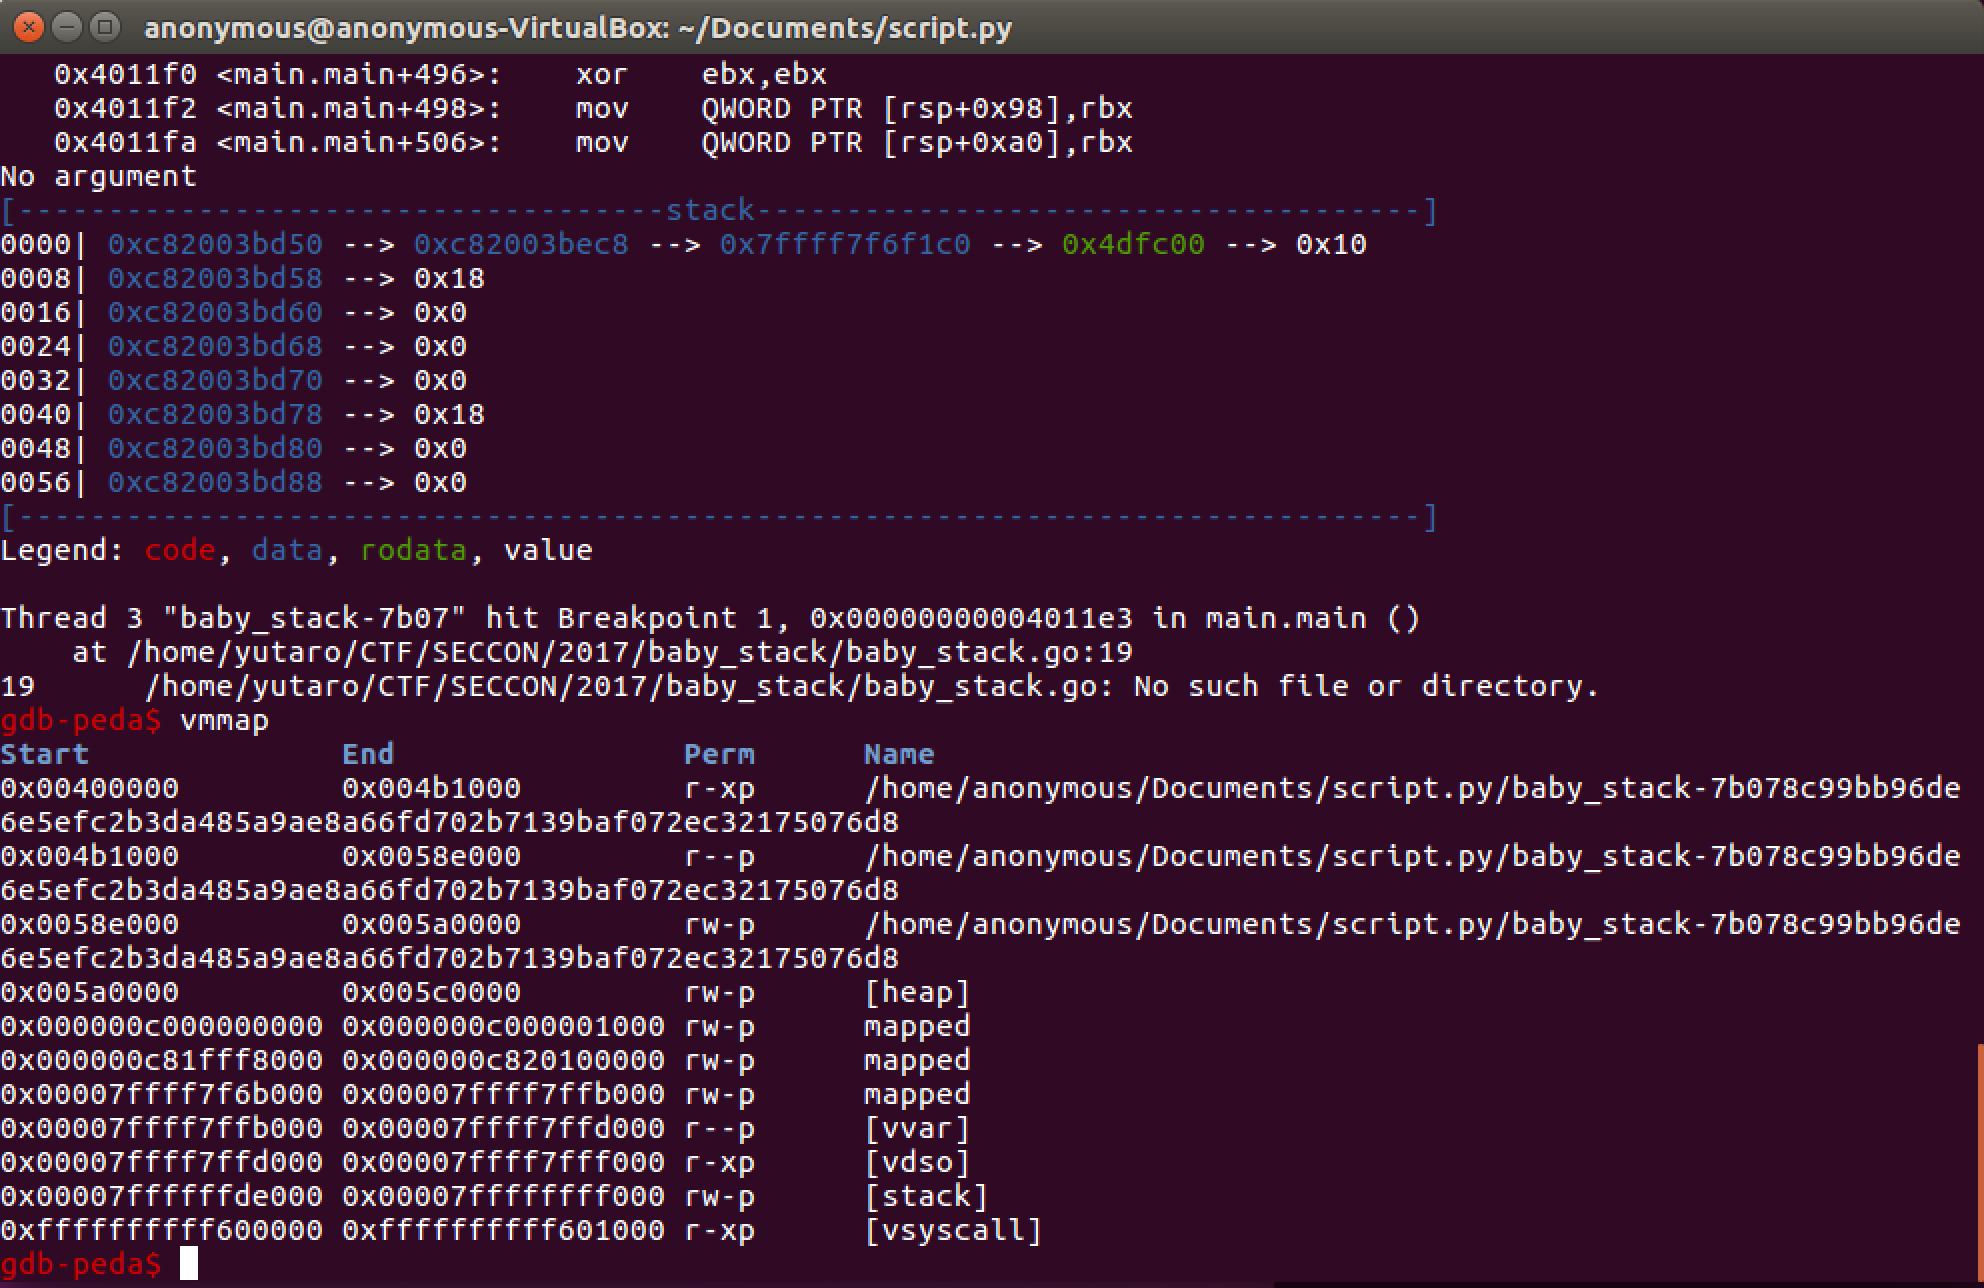 anonymous@anonymous-VirtualBox: ~/Documents/script.py
0x4011f0 <main.main+496>: xor ebx,ebx
0x4011f2 <main.main+498>: mov QWORD PTR [rsp+0x98],rbx
0x4011fa <main.main+506>: mov QWORD PTR [rsp+0xa0],rbx
No argument
[------------------------------------stack-------------------------------------]
0000| 0xc82003bd50 --> 0xc82003bec8 --> 0x7ffff7f6f1c0 --> 0x4dfc00 --> 0x10
0008| 0xc82003bd58 --> 0x18
0016| 0xc82003bd60 --> 0x0
0024| 0xc82003bd68 --> 0x0
0032| 0xc82003bd70 --> 0x0
0040| 0xc82003bd78 --> 0x18
0048| 0xc82003bd80 --> 0x0
0056| 0xc82003bd88 --> 0x0
[------------------------------------------------------------------------------]
Legend: code, data, rodata, value
Thread 3 "baby_stack-7b07" hit Breakpoint 1, 0x00000000004011e3 in main.main ()
at /home/yutaro/CTF/SECCON/2017/baby_stack/baby_stack.go:19
19 /home/yutaro/CTF/SECCON/2017/baby_stack/baby_stack.go: No such file or directory.
gdb-peda$ vmmap
Start End Perm Name
0x00400000 0x004b1000 r-xp /home/anonymous/Documents/script.py/baby_stack-7b078c99bb96de
6e5efc2b3da485a9ae8a66fd702b7139baf072ec32175076d8
0x004b1000 0x0058e000 r--p /home/anonymous/Documents/script.py/baby_stack-7b078c99bb96de
6e5efc2b3da485a9ae8a66fd702b7139baf072ec32175076d8
0x0058e000 0x005a0000 rw-p /home/anonymous/Documents/script.py/baby_stack-7b078c99bb96de
6e5efc2b3da485a9ae8a66fd702b7139baf072ec32175076d8
0x005a0000 0x005c0000 rw-p [heap]
0x000000c000000000 0x000000c000001000 rw-p mapped
0x000000c81fff8000 0x000000c820100000 rw-p mapped
0x00007ffff7f6b000 0x00007ffff7ffb000 rw-p mapped
0x00007ffff7ffb000 0x00007ffff7ffd000 r--p [vvar]
0x00007ffff7ffd000 0x00007ffff7fff000 r-xp [vdso]
0x00007ffffffde000 0x00007ffffffff000 rw-p [stack]
0xffffffffff600000 0xffffffffff601000 r-xp [vsyscall]
gdb-peda$